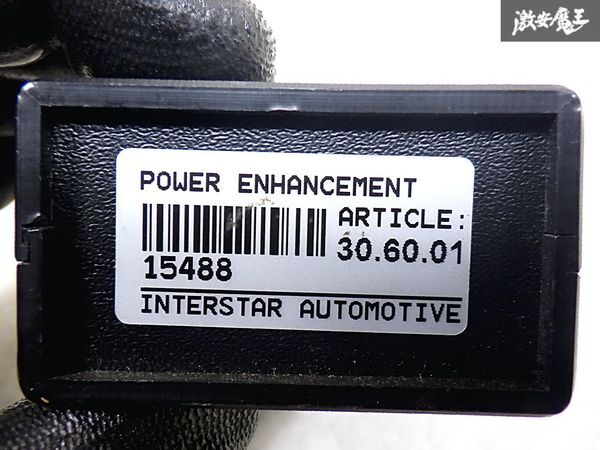 激安魔王
POWER ENHANCEMENT
ARTICLE:
30.60.01
15488
INTERSTAR AUTOMOTIVE